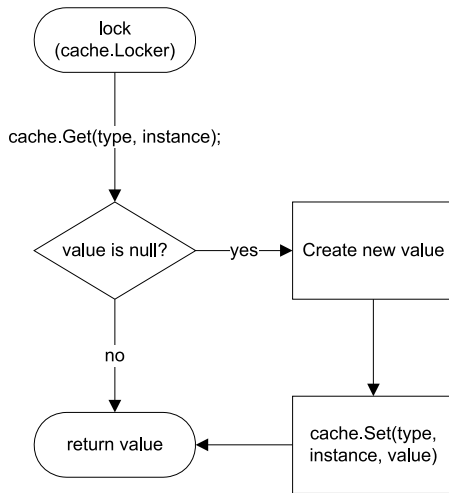 lock
(cache.Locker)
cache.Get(type, instance);
value is null?
yes
Create new value
no
return value
cache.Set(type,
instance, value)